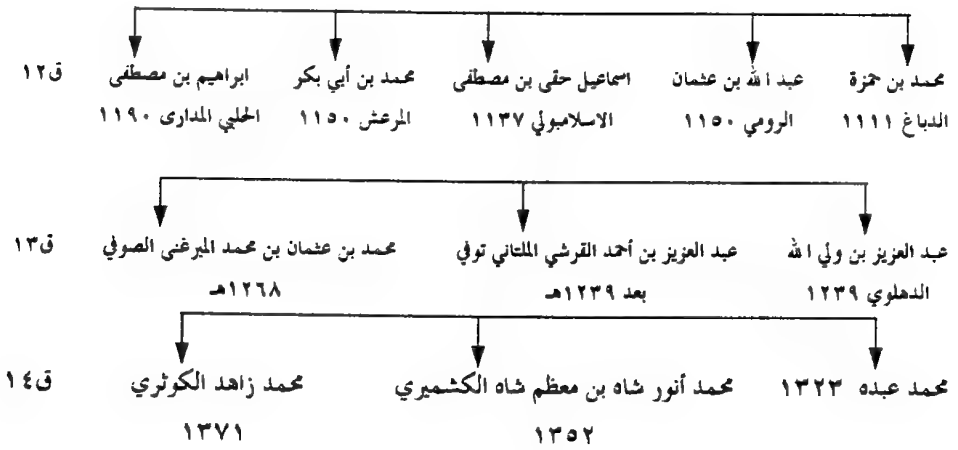 محمد بن حمزة عبد الله بن عثمان اسماعيل حقى بن مصطفى محمد بن أبي بكر ابراهيم بن مصطفى ق١٢
الدباغ ١١١١ الرومي ١١٥٠ الاسلامبولي ١١٣٧ المرعش ١١٥٠ الحلبي المدارى ١١٩٠
عبد العزيز بن ولي الله عبد العزيز بن أحمد القرشي الملتاني توفي محمد بن عثمان بن محمد الميرغنى الصوفي ق١٣
الدهلوي ١٢٣٩ بعد ١٢٣٩هـ ١٢٦٨هـ
محمد عبده ١٣٢٣ محمد أنور شاه بن معظم شاه الكشميري محمد زاهد الكوثري ق١٤
١٣٥٢ ١٣٧١